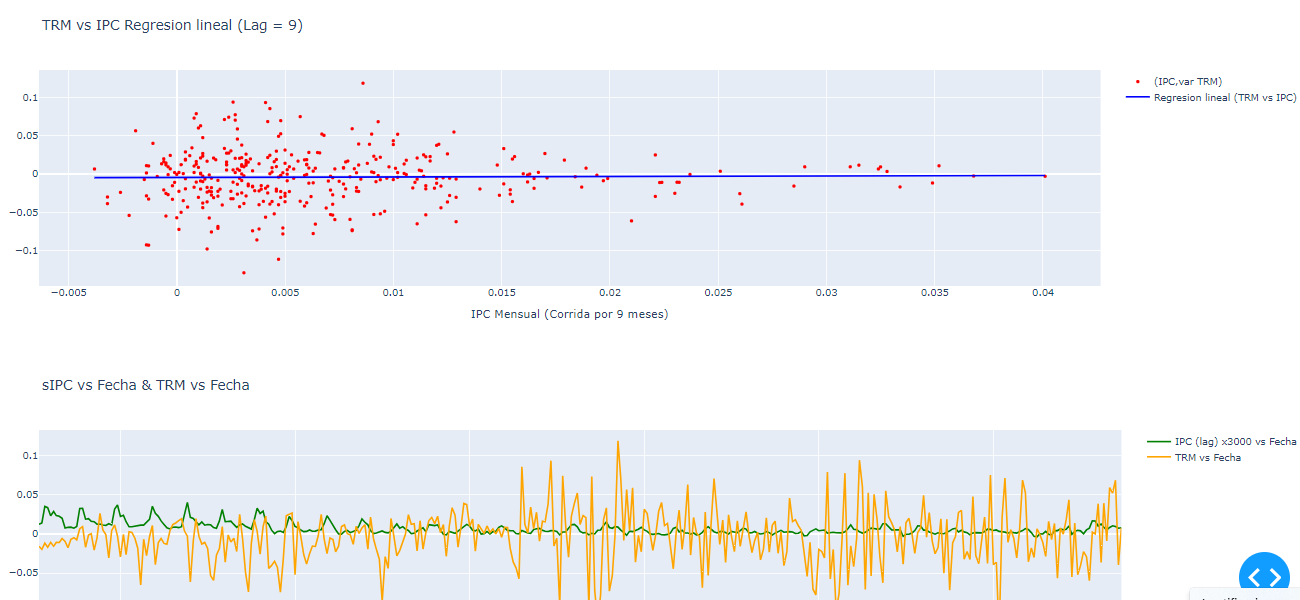 TRM vs IPC Regresion lineal (Lag = 9)
0.1
0.05
0
−0.05
−0.1
−0.005 0 0.005 0.01 0.015 0.02 0.025 0.03 0.035 0.04
IPC Mensual (Corrida por 9 meses)
(IPC,var TRM)
Regresion lineal (TRM vs IPC)
sIPC vs Fecha & TRM vs Fecha
0.1
0.05
0
−0.05
IPC (lag) x3000 vs Fecha
TRM vs Fecha